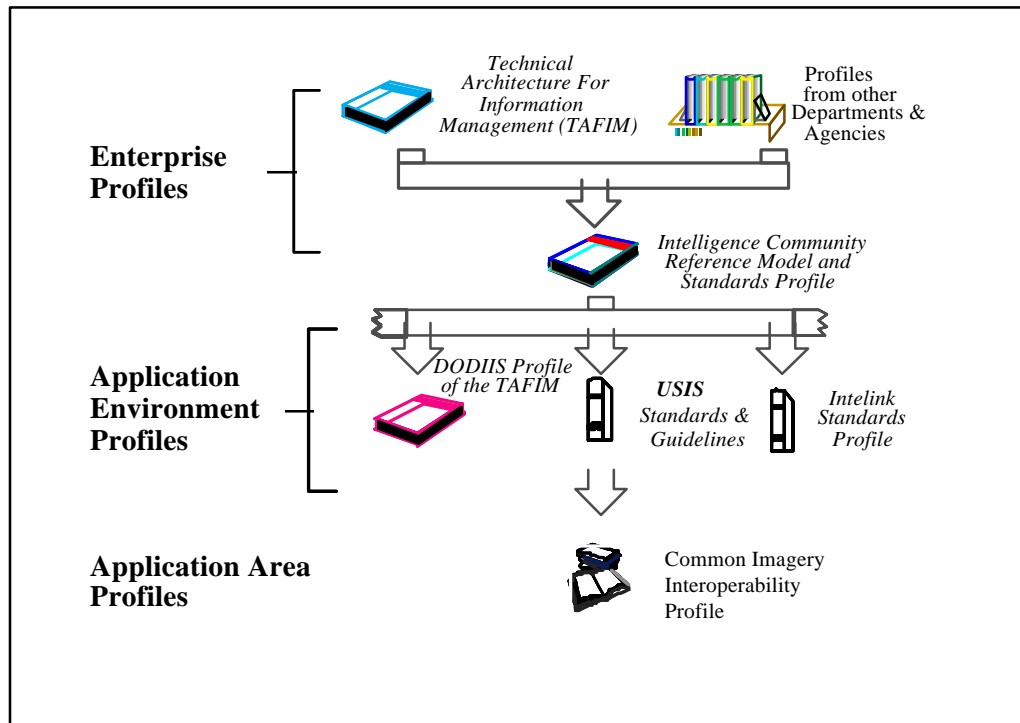 Technical
Architecture For
Information
Management (TAFIM)
Profiles
from other
Departments &
Agencies
Enterprise
Profiles
Intelligence Community
Reference Model and
Standards Profile
Application
Environment
Profiles
DODIIS Profile
of the TAFIM
USIS
Standards &
Guidelines
Intelink
Standards
Profile
Application Area
Profiles
Common Imagery
Interoperability
Profile